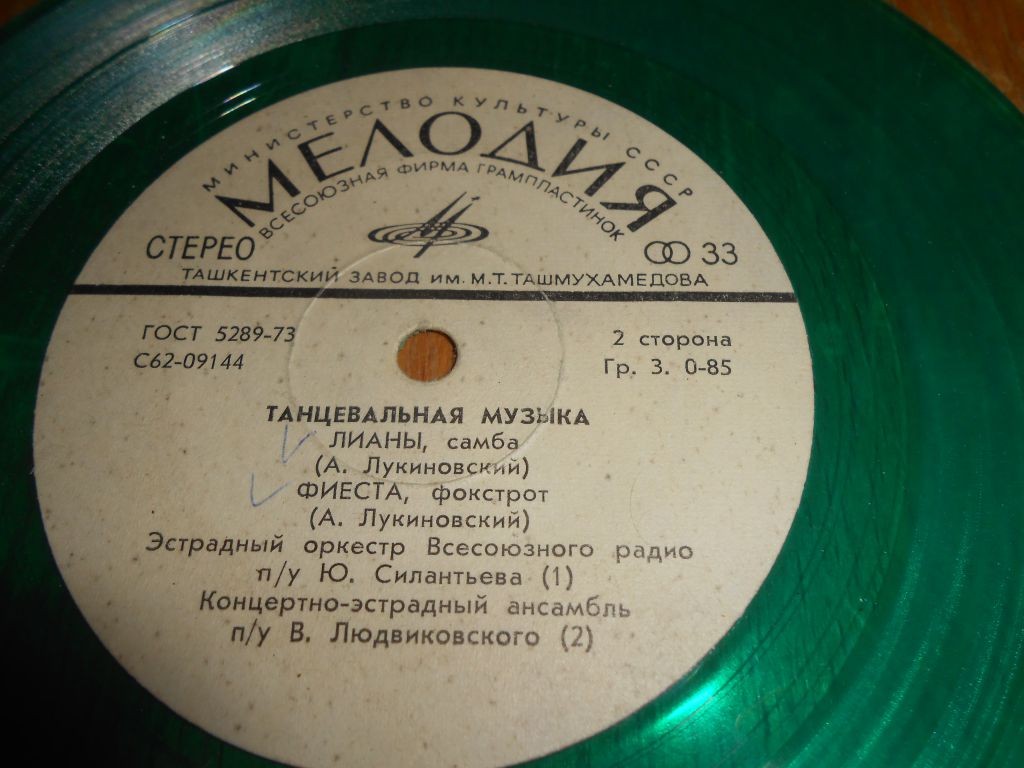 МИНИСТЕРСТВО КУЛЬТУРЫ СССР
МЕЛОДИЯ
ВСЕСОЮЗНАЯ ФИРМА ГРАМПЛАСТИНОК
СТЕРЕО 33
ТАШКЕНТСКИЙ ЗАВОД ИМ. М.Т.ТАШМУХАМЕДОВА
ГОСТ 5289-73 2 сторона
С62-09144 Гр. 3. 0-85
ТАНЦЕВАЛЬНАЯ МУЗЫКА
ЛИАНЫ, самба
(А. Лукиновский)
ФИЕСТА, фокстрот
(А. Лукиновский)
Эстрадный оркестр Всесоюзного радио
п/у Ю. Силантьева (1)
Концертно-эстрадный ансамбль
п/у В. Людвиковского (2)